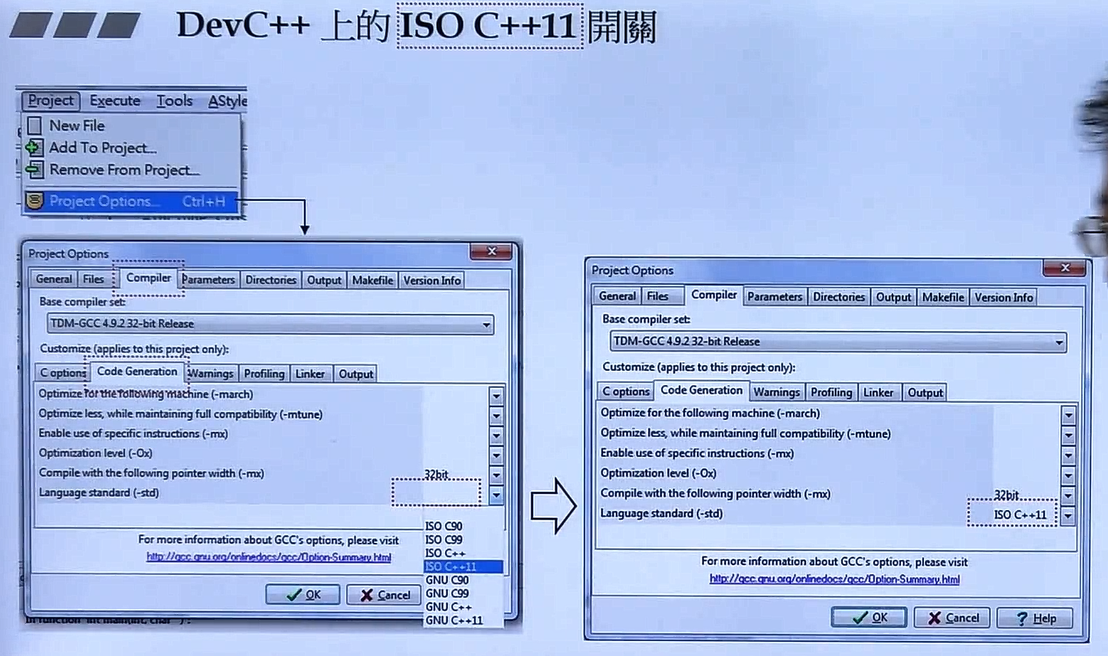 DevC++ 上的 ISO C++11 開關
Project Execute Tools AStyle
New File
Add To Project...
Remove From Project...
Project Options... Ctrl+H
Project Options
General Files Compiler Parameters Directories Output Makefile Version Info
Base compiler set:
TDM-GCC 4.9.2 32-bit Release
Customize (applies to this project only):
C options Code Generation Warnings Profiling Linker Output
Optimize for the following machine (-march)
Optimize less, while maintaining full compatibility (-mtune)
Enable use of specific instructions (-mx)
Optimization level (-Ox)
Compile with the following pointer width (-mx) 32bit
Language standard (-std)
ISO C90
ISO C99
ISO C++
ISO C++11
GNU C90
GNU C99
GNU C++
GNU C++11
For more information about GCC's options, please visit
http://gcc.gnu.org/onlinedocs/gcc/Option-Summary.html
OK Cancel
Project Options
General Files Compiler Parameters Directories Output Makefile Version Info
Base compiler set:
TDM-GCC 4.9.2 32-bit Release
Customize (applies to this project only):
C options Code Generation Warnings Profiling Linker Output
Optimize for the following machine (-march)
Optimize less, while maintaining full compatibility (-mtune)
Enable use of specific instructions (-mx)
Optimization level (-Ox)
Compile with the following pointer width (-mx) 32bit
Language standard (-std) ISO C++11
For more information about GCC's options, please visit
http://gcc.gnu.org/onlinedocs/gcc/Option-Summary.html
OK Cancel Help